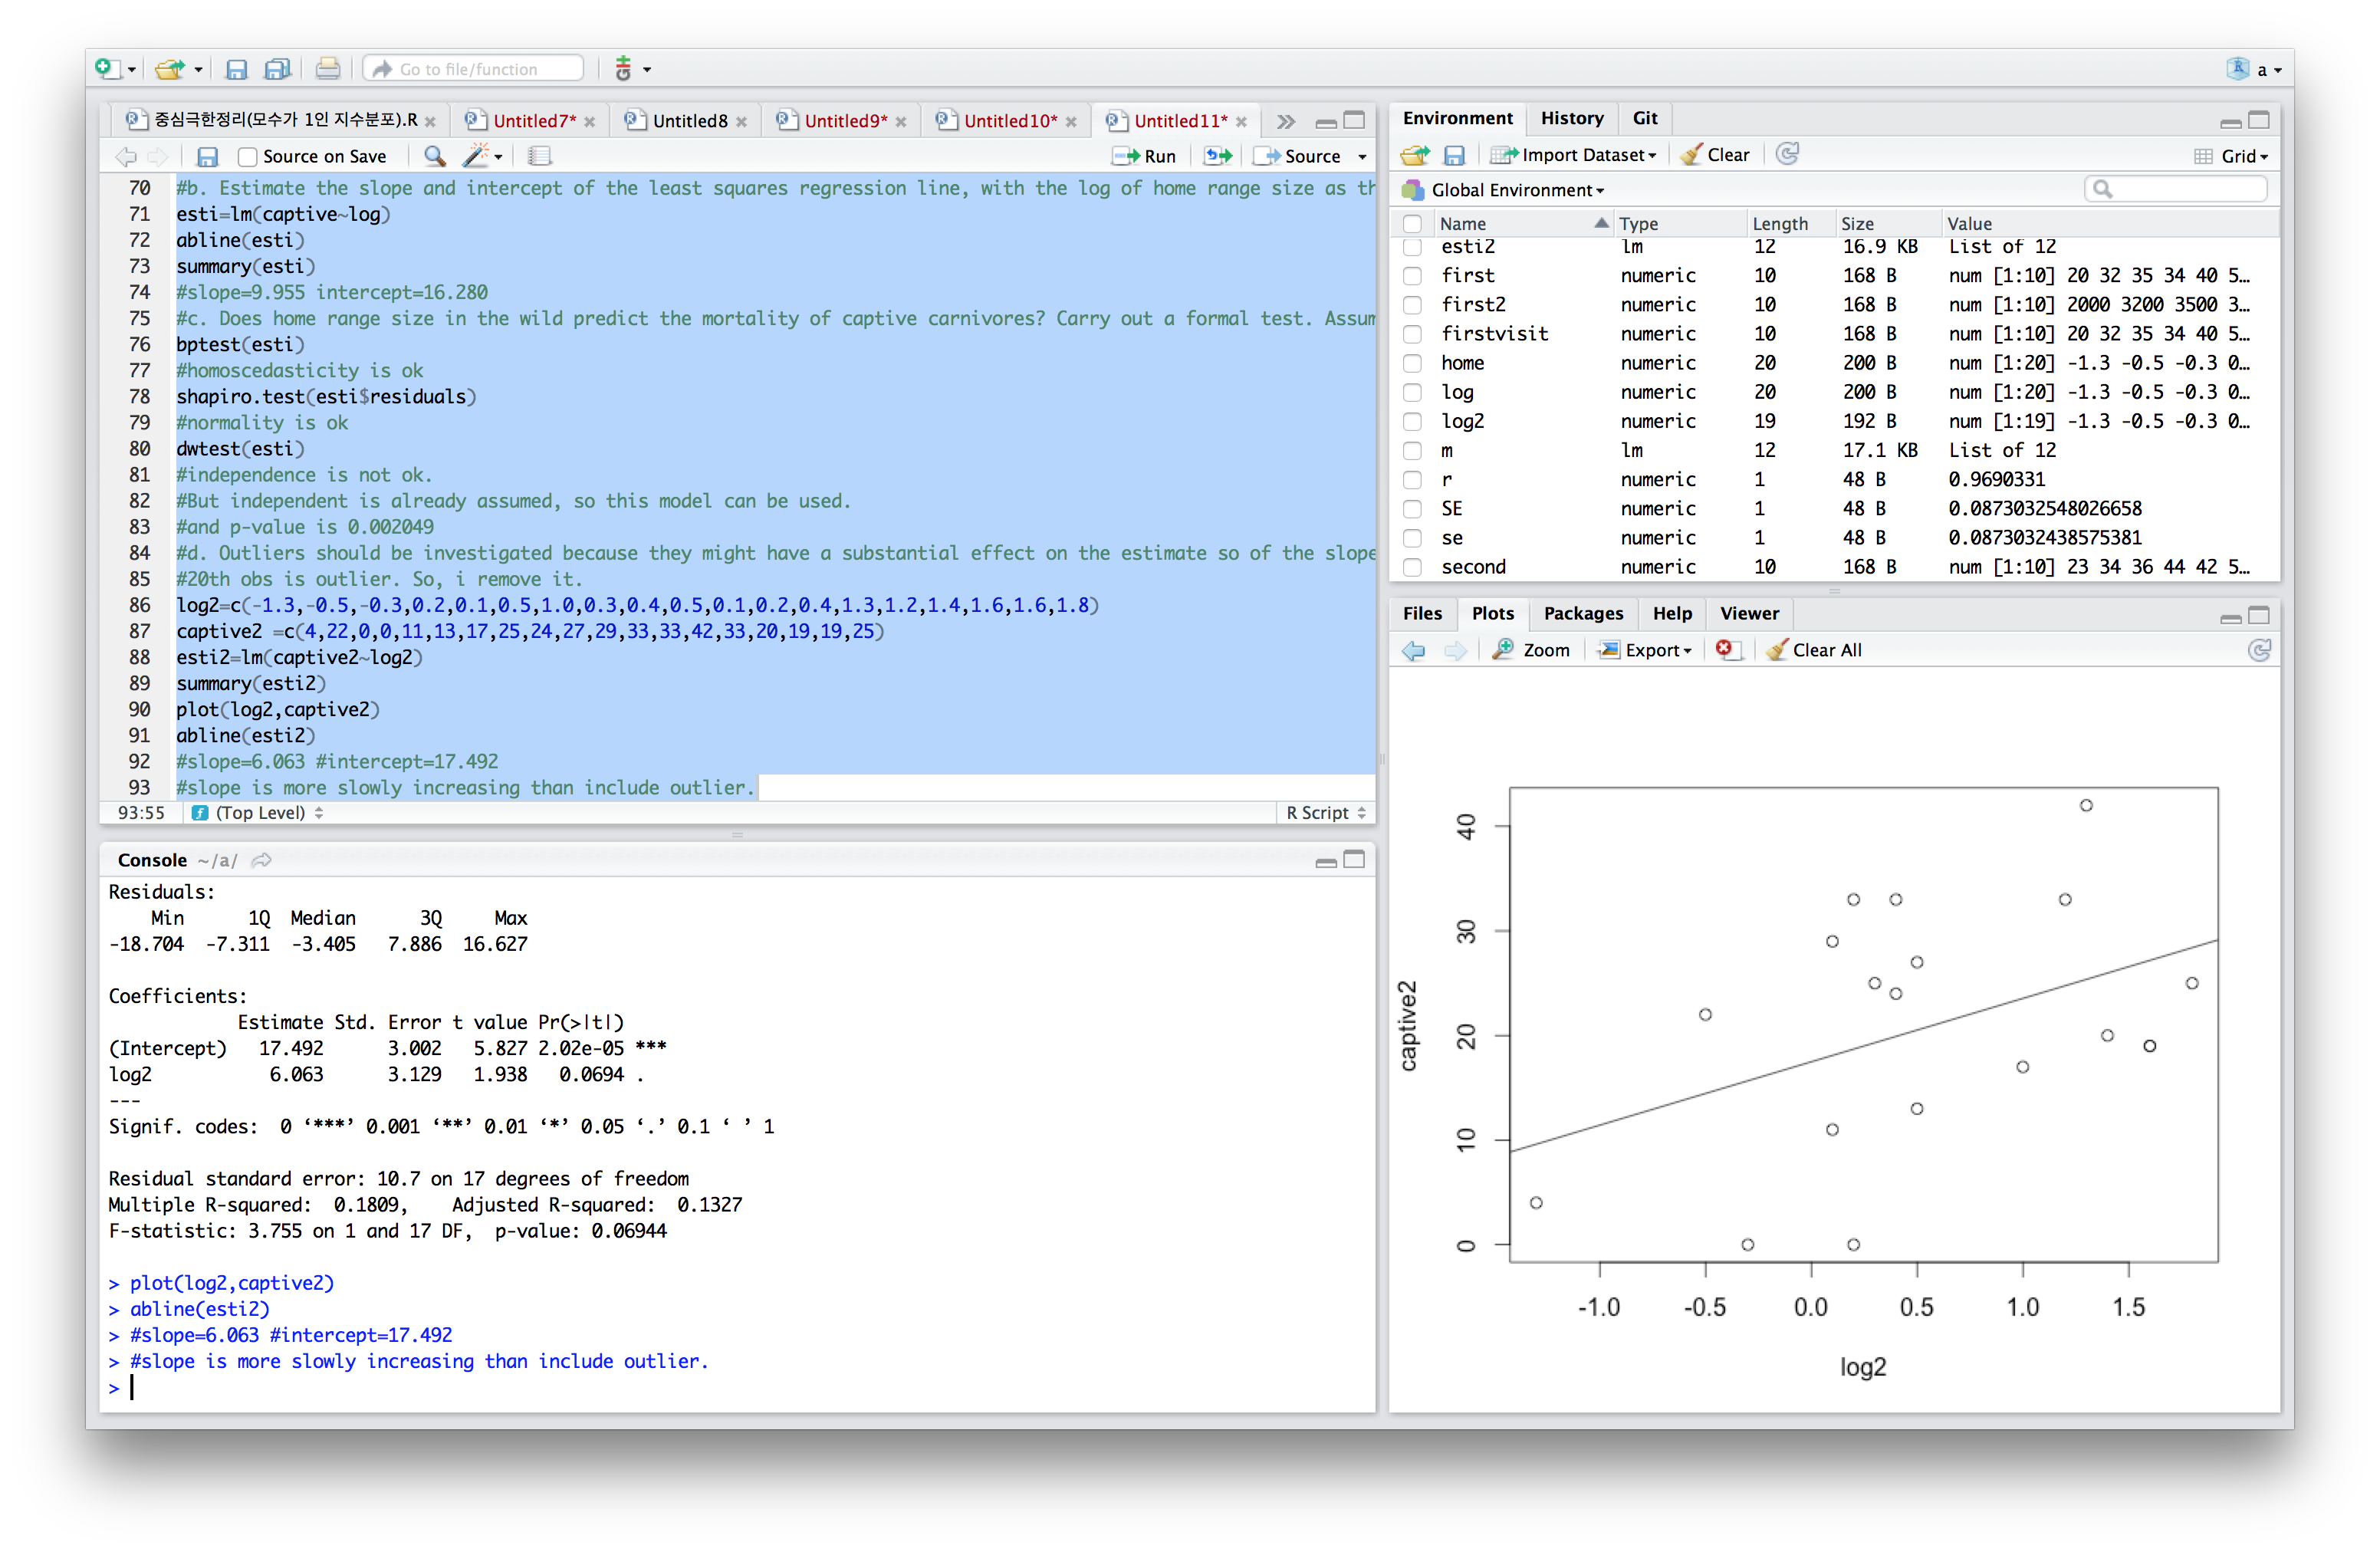 Go to file/function
a
중심극한정리(모수가 1인 지수분포).R
Untitled7*
Untitled8
Untitled9*
Untitled10*
Untitled11*
Source on Save
Run
Source
70 #b. Estimate the slope and intercept of the least squares regression line, with the log of home range size as th
71 esti=lm(captive~log)
72 abline(esti)
73 summary(esti)
74 #slope=9.955 intercept=16.280
75 #c. Does home range size in the wild predict the mortality of captive carnivores? Carry out a formal test. Assum
76 bptest(esti)
77 #homoscedasticity is ok
78 shapiro.test(esti$residuals)
79 #normality is ok
80 dwtest(esti)
81 #independence is not ok.
82 #But independent is already assumed, so this model can be used.
83 #and p-value is 0.002049
84 #d. Outliers should be investigated because they might have a substantial effect on the estimate so of the slope
85 #20th obs is outlier. So, i remove it.
86 log2=c(-1.3,-0.5,-0.3,0.2,0.1,0.5,1.0,0.3,0.4,0.5,0.1,0.2,0.4,1.3,1.2,1.4,1.6,1.6,1.8)
87 captive2 =c(4,22,0,0,11,13,17,25,24,27,29,33,33,42,33,20,19,19,25)
88 esti2=lm(captive2~log2)
89 summary(esti2)
90 plot(log2,captive2)
91 abline(esti2)
92 #slope=6.063 #intercept=17.492
93 #slope is more slowly increasing than include outlier.
93:55 (Top Level) R Script
Console ~/a/
Residuals:
Min 1Q Median 3Q Max
-18.704 -7.311 -3.405 7.886 16.627
Coefficients:
Estimate Std. Error t value Pr(>|t|)
(Intercept) 17.492 3.002 5.827 2.02e-05 ***
log2 6.063 3.129 1.938 0.0694 .
---
Signif. codes: 0 ‘***’ 0.001 ‘**’ 0.01 ‘*’ 0.05 ‘.’ 0.1 ‘ ’ 1
Residual standard error: 10.7 on 17 degrees of freedom
Multiple R-squared: 0.1809, Adjusted R-squared: 0.1327
F-statistic: 3.755 on 1 and 17 DF, p-value: 0.06944
> plot(log2,captive2)
> abline(esti2)
> #slope=6.063 #intercept=17.492
> #slope is more slowly increasing than include outlier.
>
Environment History Git
Import Dataset Clear Grid
Global Environment
Name Type Length Size Value
esti2 lm 12 16.9 KB List of 12
first numeric 10 168 B num [1:10] 20 32 35 34 40 5…
first2 numeric 10 168 B num [1:10] 2000 3200 3500 3…
firstvisit numeric 10 168 B num [1:10] 20 32 35 34 40 5…
home numeric 20 200 B num [1:20] -1.3 -0.5 -0.3 0…
log numeric 20 200 B num [1:20] -1.3 -0.5 -0.3 0…
log2 numeric 19 192 B num [1:19] -1.3 -0.5 -0.3 0…
m lm 12 17.1 KB List of 12
r numeric 1 48 B 0.9690331
SE numeric 1 48 B 0.0873032548026658
se numeric 1 48 B 0.0873032438575381
second numeric 10 168 B num [1:10] 23 34 36 44 42 5…
Files Plots Packages Help Viewer
Zoom Export Clear All
40
30
20
10
0
captive2
-1.0 -0.5 0.0 0.5 1.0 1.5
log2